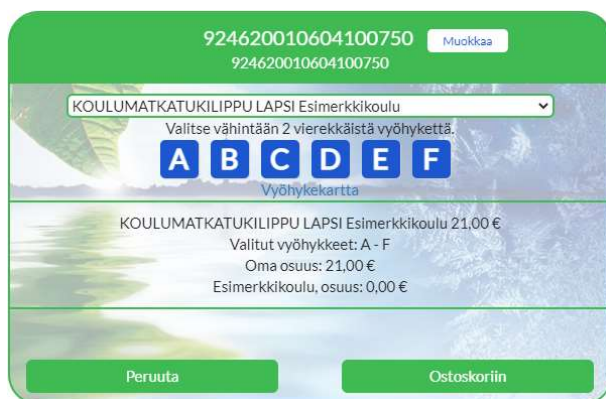 924620010604100750 Muokkaa
924620010604100750
KOULUMATKATUKILIPPU LAPSI Esimerkkikoulu
Valitse vähintään 2 vierekkäistä vyöhykettä.
A B C D E F
Vyöhykekartta
KOULUMATKATUKILIPPU LAPSI Esimerkkikoulu 21,00 €
Valitut vyöhykkeet: A - F
Oma osuus: 21,00 €
Esimerkkikoulu, osuus: 0,00 €
Peruuta Ostoskoriin